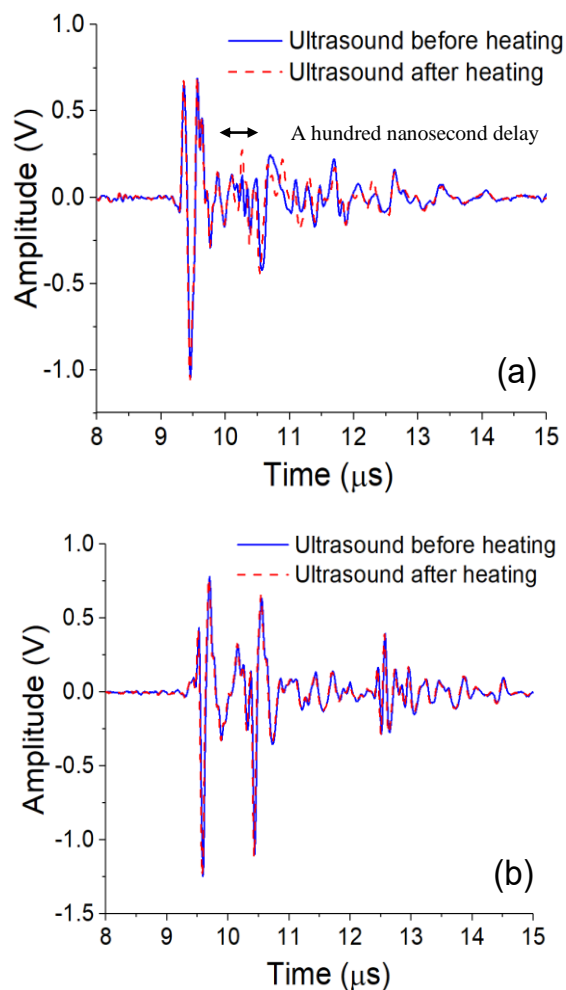 1.0
Ultrasound before heating
Ultrasound after heating
0.5
A hundred nanosecond delay
0.0
-0.5
-1.0
Amplitude (V)
(a)
8 9 10 11 12 13 14 15
Time (μs)
1.0
Ultrasound before heating
Ultrasound after heating
0.5
0.0
-0.5
-1.0
-1.5
Amplitude (V)
(b)
8 9 10 11 12 13 14 15
Time (μs)